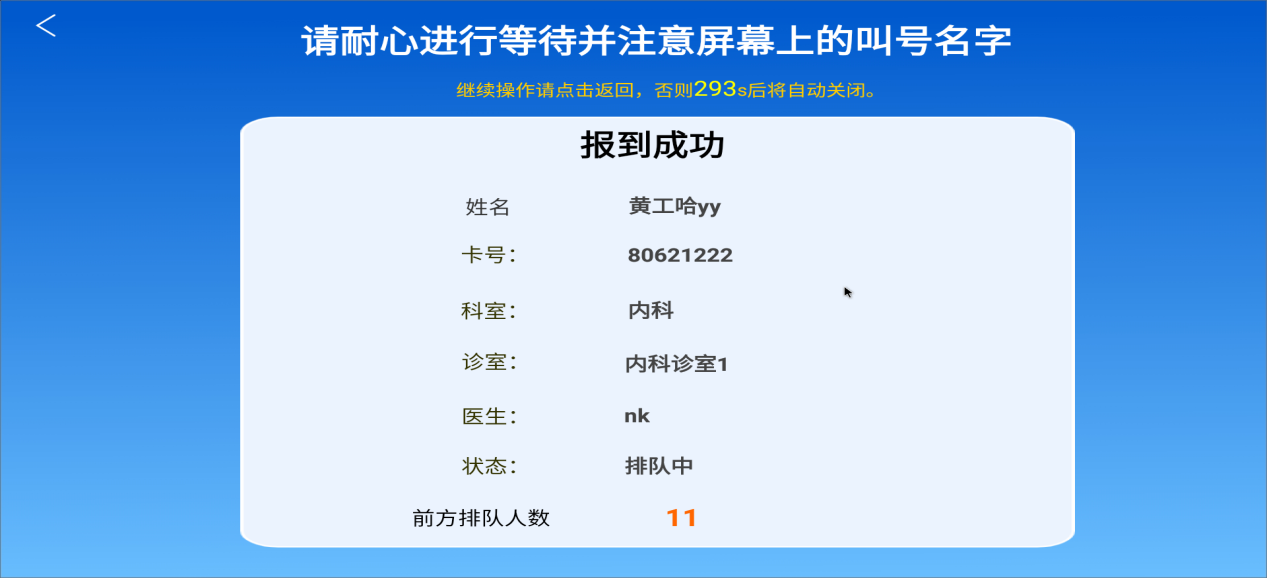 请耐心进行等待并注意屏幕上的叫号名字
继续操作请点击返回，否则293s后将自动关闭。
报到成功
姓名 黄工哈yy
卡号： 80621222
科室： 内科
诊室： 内科诊室1
医生： nk
状态： 排队中
前方排队人数 11